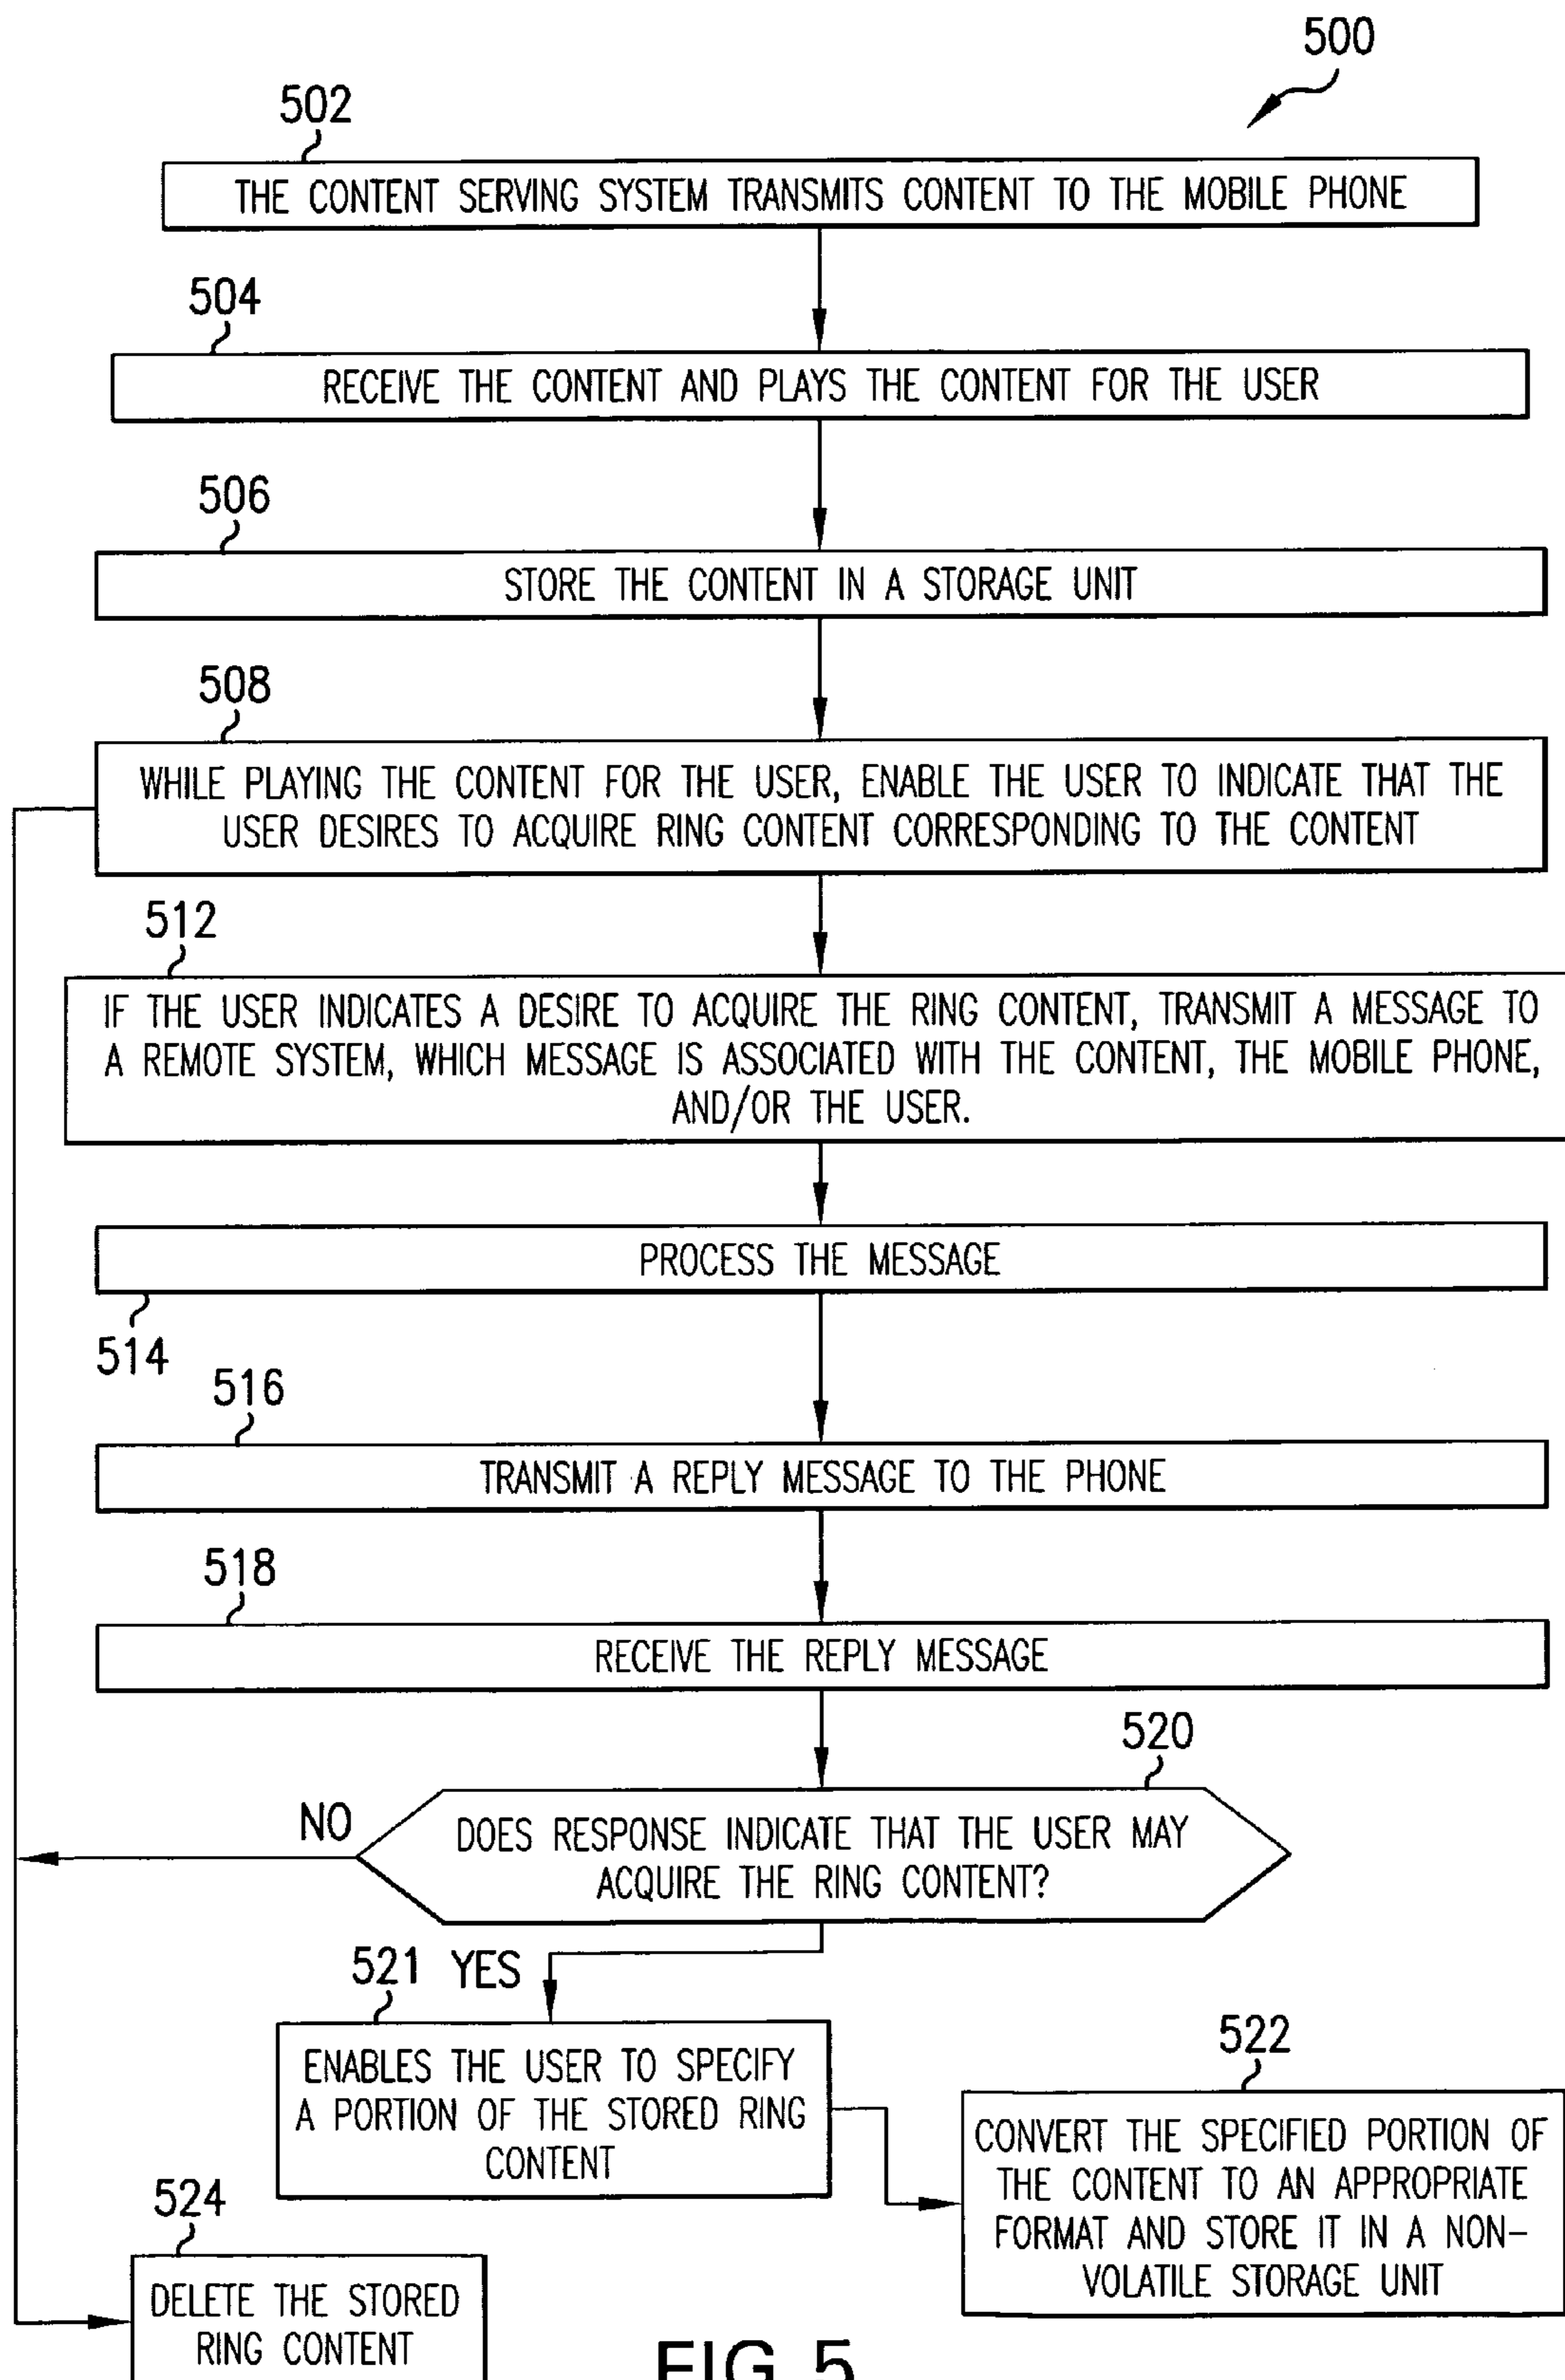 500
502
THE CONTENT SERVING SYSTEM TRANSMITS CONTENT TO THE MOBILE PHONE
504
RECEIVE THE CONTENT AND PLAYS THE CONTENT FOR THE USER
506
STORE THE CONTENT IN A STORAGE UNIT
508
WHILE PLAYING THE CONTENT FOR THE USER, ENABLE THE USER TO INDICATE THAT THE
USER DESIRES TO ACQUIRE RING CONTENT CORRESPONDING TO THE CONTENT
512
IF THE USER INDICATES A DESIRE TO ACQUIRE THE RING CONTENT, TRANSMIT A MESSAGE TO
A REMOTE SYSTEM, WHICH MESSAGE IS ASSOCIATED WITH THE CONTENT, THE MOBILE PHONE,
AND/OR THE USER.
PROCESS THE MESSAGE
514
516
TRANSMIT A REPLY MESSAGE TO THE PHONE
518
RECEIVE THE REPLY MESSAGE
520
NO
DOES RESPONSE INDICATE THAT THE USER MAY
ACQUIRE THE RING CONTENT?
521 YES
ENABLES THE USER TO SPECIFY
A PORTION OF THE STORED RING
CONTENT
522
CONVERT THE SPECIFIED PORTION OF
THE CONTENT TO AN APPROPRIATE
FORMAT AND STORE IT IN A NON-
VOLATILE STORAGE UNIT
524
DELETE THE STORED
RING CONTENT
FIG. 5